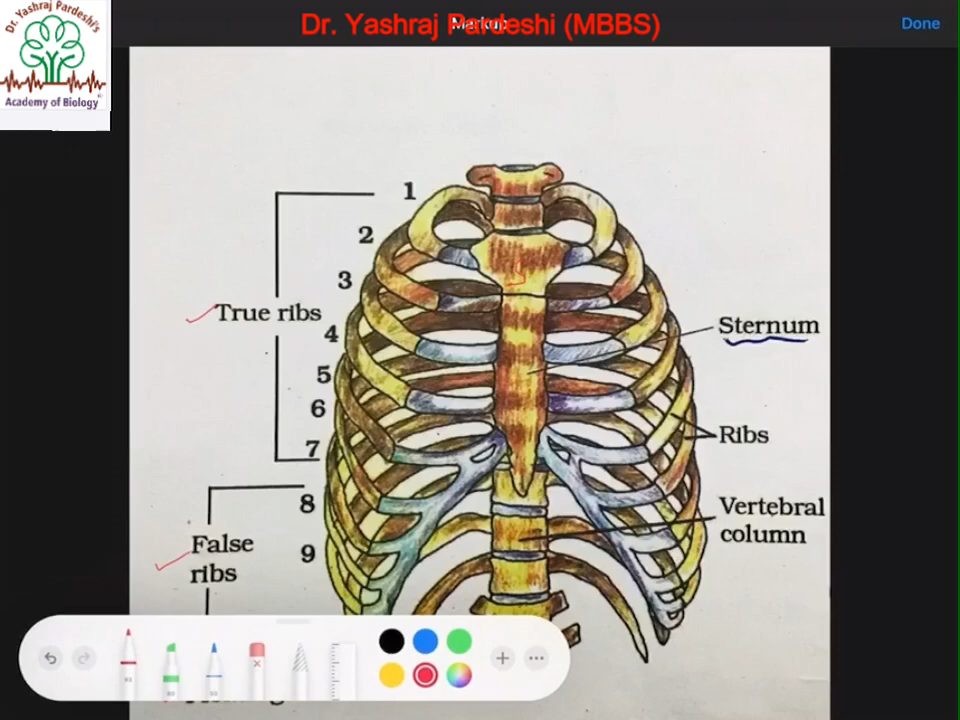 Dr. Yashraj Pardeshi's
Academy of Biology
Dr. Yashraj Pardeshi (MBBS)
Done
1
2
3
True ribs
4
Sternum
5
6
Ribs
7
8
Vertebral
column
False
ribs
9